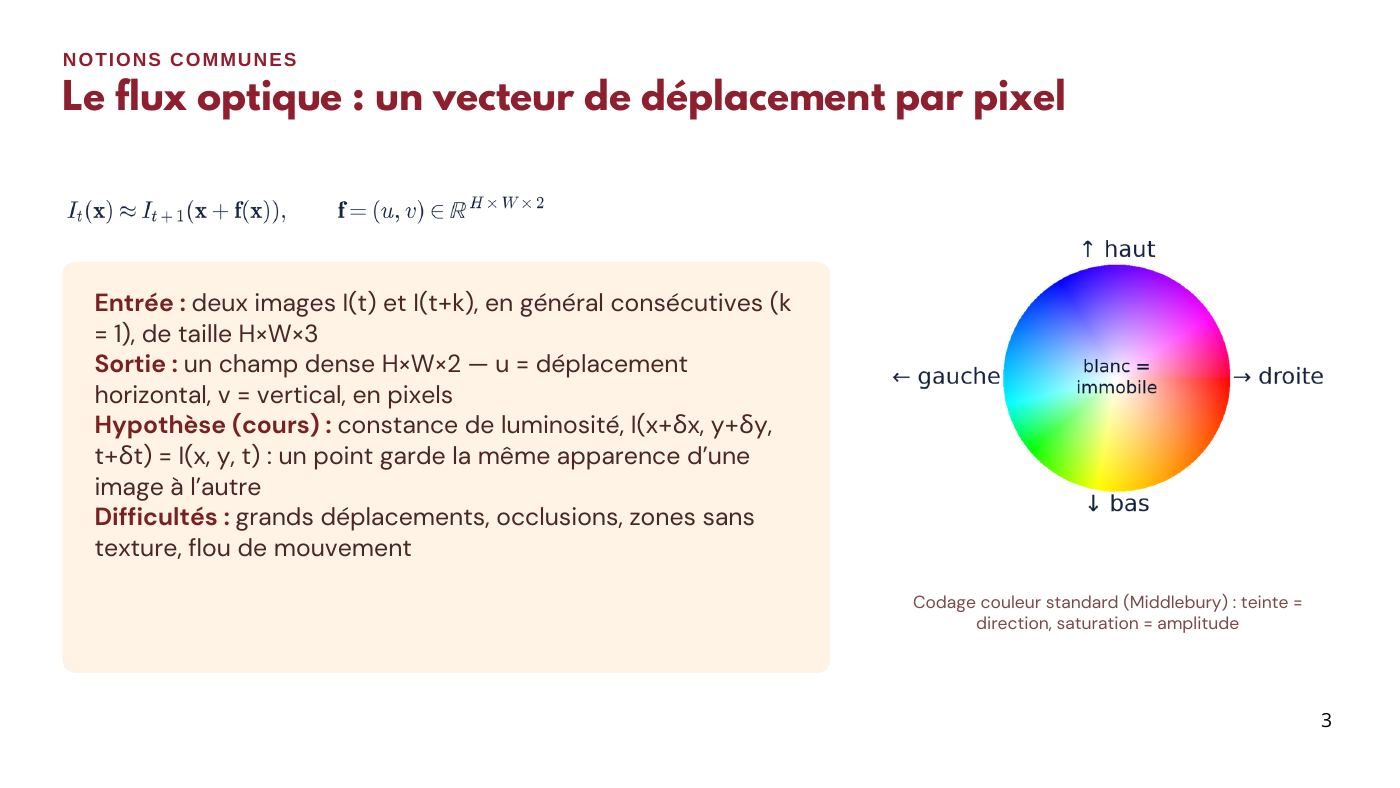 NOTIONS COMMUNES
Le flux optique : un vecteur de déplacement par pixel
I_t(x) ≈ I_{t+1}(x + f(x)),    f = (u, v) ∈ ℝ^{H×W×2}
Entrée : deux images I(t) et I(t+k), en général consécutives (k
= 1), de taille H×W×3
Sortie : un champ dense H×W×2 — u = déplacement
horizontal, v = vertical, en pixels
Hypothèse (cours) : constance de luminosité, I(x+δx, y+δy,
t+δt) = I(x, y, t) : un point garde la même apparence d’une
image à l’autre
Difficultés : grands déplacements, occlusions, zones sans
texture, flou de mouvement
↑ haut
← gauche
blanc =
immobile
→ droite
↓ bas
Codage couleur standard (Middlebury) : teinte =
direction, saturation = amplitude
3